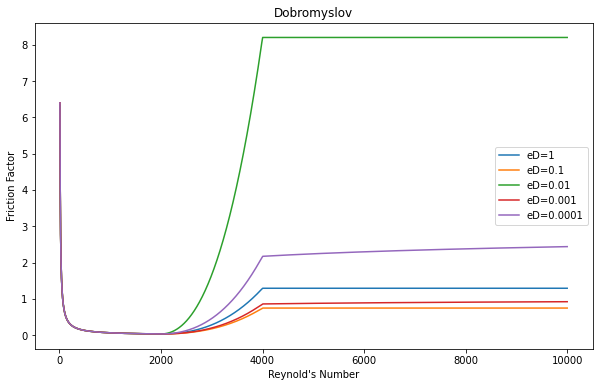 Dobromyslov
8
7
6
5
4
3
2
1
0
Friction Factor
eD=1
eD=0.1
eD=0.01
eD=0.001
eD=0.0001
0 2000 4000 6000 8000 10000
Reynold's Number